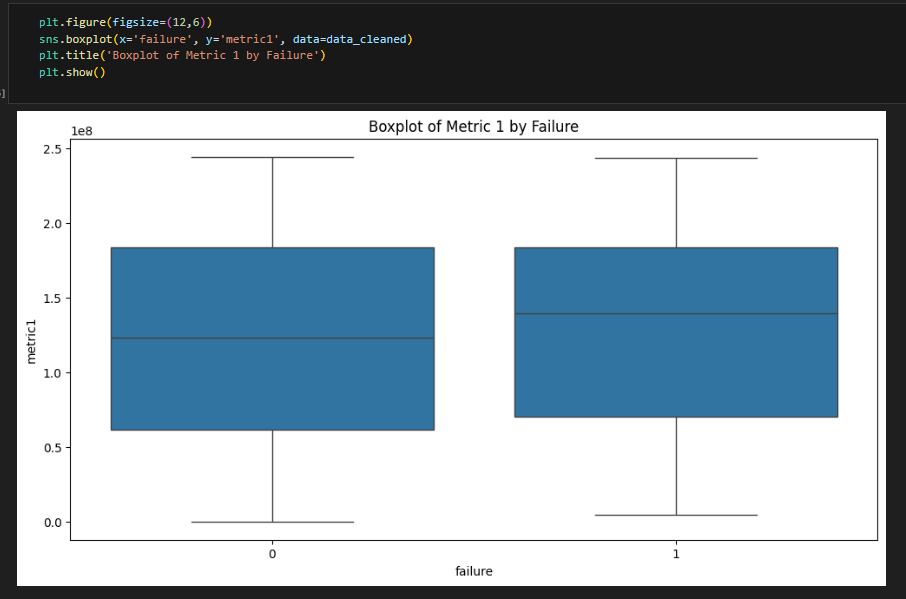 plt.figure(figsize=(12,6))
sns.boxplot(x='failure', y='metric1', data=data_cleaned)
plt.title('Boxplot of Metric 1 by Failure')
plt.show()
]
Boxplot of Metric 1 by Failure
1e8
2.5
2.0
1.5
1.0
0.5
0.0
metric1
0 1
failure